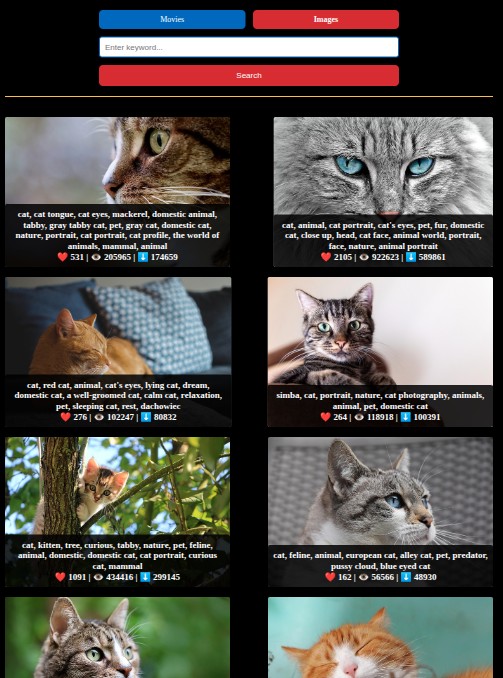 Movies
Images
Enter keyword...
Search
cat, cat tongue, cat eyes, mackerel, domestic animal,
tabby, gray tabby cat, pet, gray cat, domestic cat,
nature, portrait, cat portrait, cat profile, the world of
animals, mammal, animal
❤️ 531 | 👁️ 205965 | ⬇️ 174659
cat, animal, cat portrait, cat's eyes, pet, fur, domestic
cat, close up, head, cat face, animal world, portrait,
face, nature, animal portrait
❤️ 2105 | 👁️ 922623 | ⬇️ 589861
cat, red cat, animal, cat's eyes, lying cat, dream,
domestic cat, a well-groomed cat, calm cat, relaxation,
pet, sleeping cat, rest, dachowiec
❤️ 276 | 👁️ 102247 | ⬇️ 80832
simba, cat, portrait, nature, cat photography, animals,
animal, pet, domestic cat
❤️ 264 | 👁️ 118918 | ⬇️ 100391
cat, kitten, tree, curious, tabby, nature, pet, feline,
animal, domestic, domestic cat, cat portrait, curious
cat, mammal
❤️ 1091 | 👁️ 434416 | ⬇️ 299145
cat, feline, animal, european cat, alley cat, pet, predator,
pussy cloud, blue eyed cat
❤️ 162 | 👁️ 56566 | ⬇️ 48930